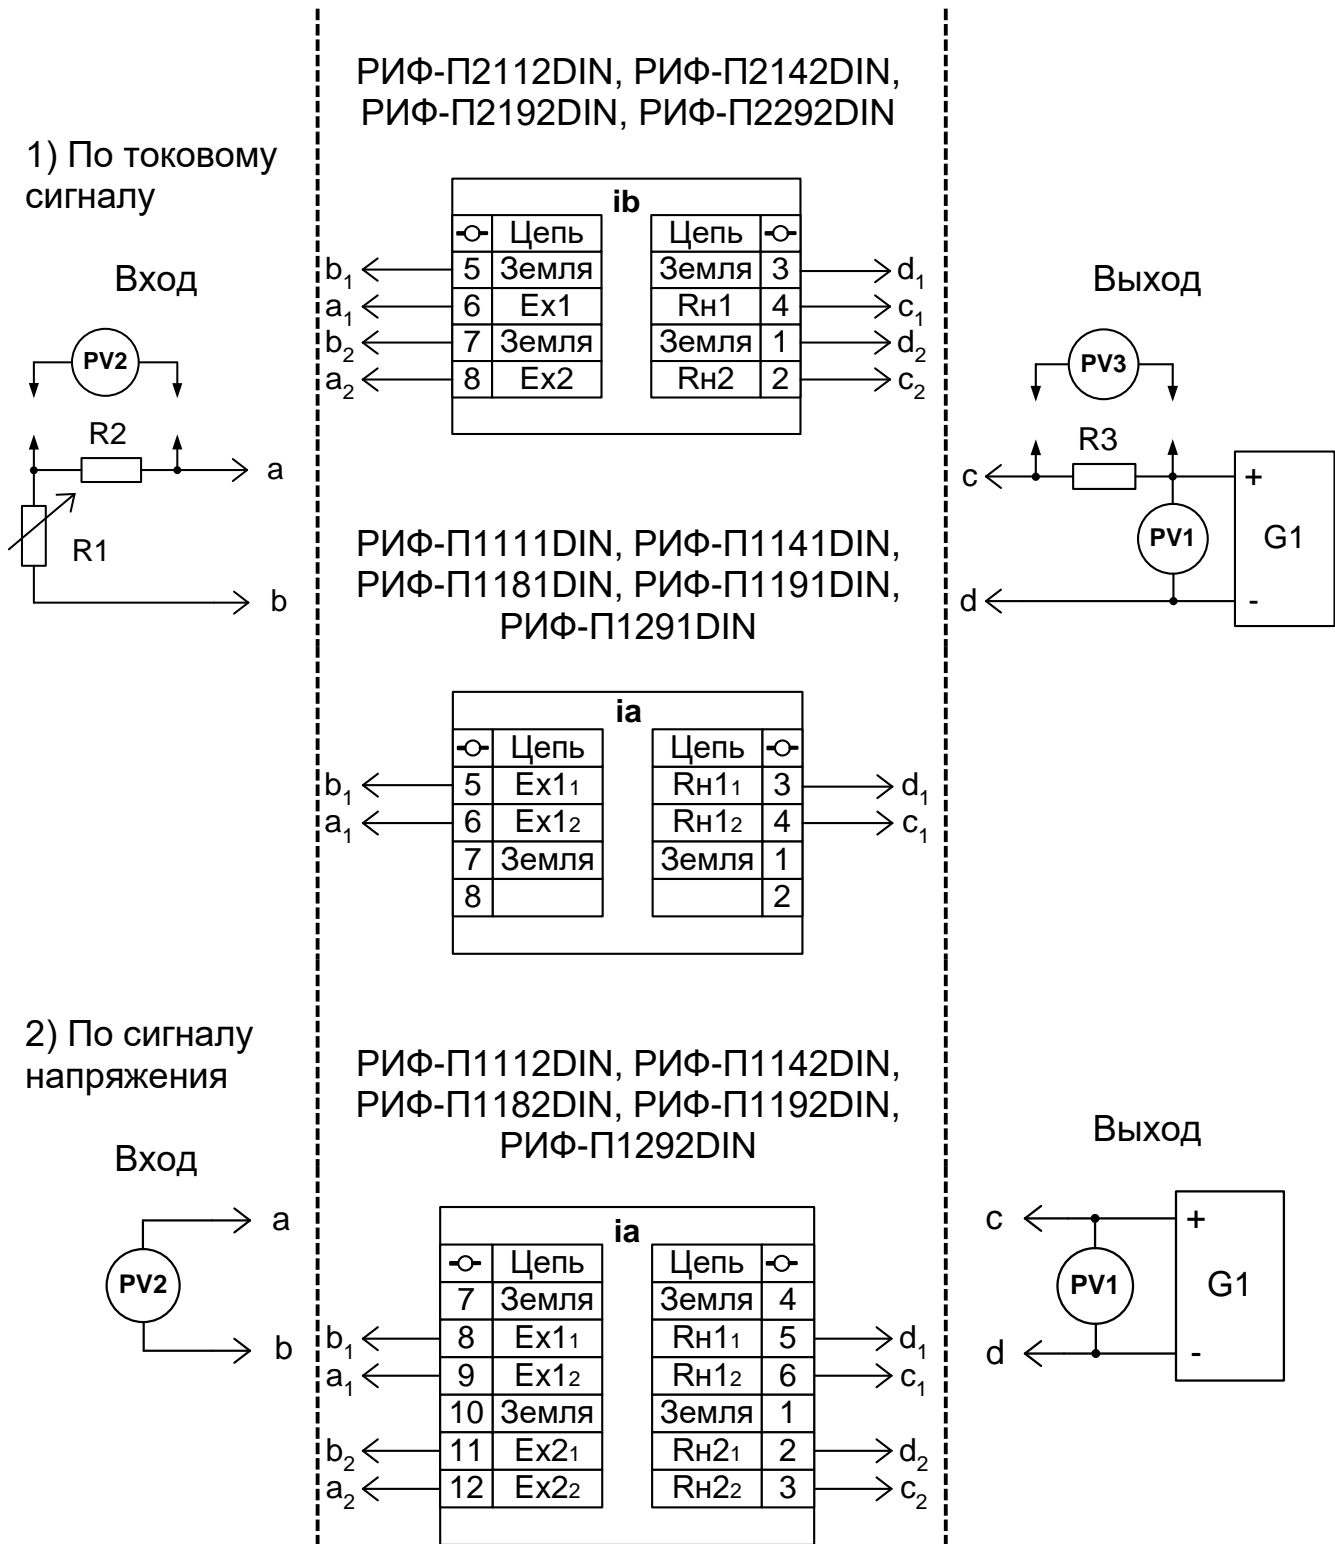 РИФ-П2112DIN, РИФ-П2142DIN,
РИФ-П2192DIN, РИФ-П2292DIN
1) По токовому
сигналу
Вход
PV2
R2
a
R1
b
ib
Цепь Цепь
b1 5 Земля Земля 3 d1
a1 6 Ex1 Rн1 4 c1
b2 7 Земля Земля 1 d2
a2 8 Ex2 Rн2 2 c2
Выход
PV3
R3
c
+
PV1
G1
d
-
РИФ-П1111DIN, РИФ-П1141DIN,
РИФ-П1181DIN, РИФ-П1191DIN,
РИФ-П1291DIN
ia
Цепь Цепь
b1 5 Ex11 Rн11 3 d1
a1 6 Ex12 Rн12 4 c1
7 Земля Земля 1
8 2
2) По сигналу
напряжения
Вход
a
PV2
b
РИФ-П1112DIN, РИФ-П1142DIN,
РИФ-П1182DIN, РИФ-П1192DIN,
РИФ-П1292DIN
ia
Цепь Цепь
7 Земля Земля 4
b1 8 Ex11 Rн11 5 d1
a1 9 Ex12 Rн12 6 c1
10 Земля Земля 1
b2 11 Ex21 Rн21 2 d2
a2 12 Ex22 Rн22 3 c2
Выход
c
+
PV1
G1
d
-